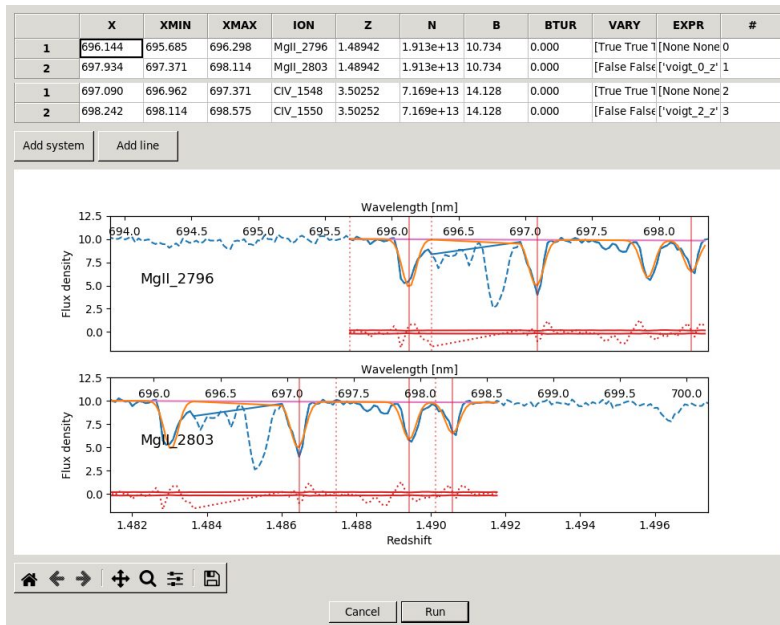 X XMIN XMAX ION Z N B BTUR VARY EXPR #
1 696.144 695.685 696.298 MgII_2796 1.48942 1.913e+13 10.734 0.000 [True True T [None None 0
2 697.934 697.371 698.114 MgII_2803 1.48942 1.913e+13 10.734 0.000 [False False ['voigt_0_z' 1
1 697.090 696.962 697.371 CIV_1548 3.50252 7.169e+13 14.128 0.000 [True True T [None None 2
2 698.242 698.114 698.575 CIV_1550 3.50252 7.169e+13 14.128 0.000 [False False ['voigt_2_z' 3
Add system Add line
Wavelength [nm]
694.0 694.5 695.0 695.5 696.0 696.5 697.0 697.5 698.0
12.5
10.0
7.5
5.0
2.5
0.0
Flux density
MgII_2796
Wavelength [nm]
696.0 696.5 697.0 697.5 698.0 698.5 699.0 699.5 700.0
12.5
10.0
7.5
5.0
2.5
0.0
Flux density
MgII_2803
1.482 1.484 1.486 1.488 1.490 1.492 1.494 1.496
Redshift
Cancel Run